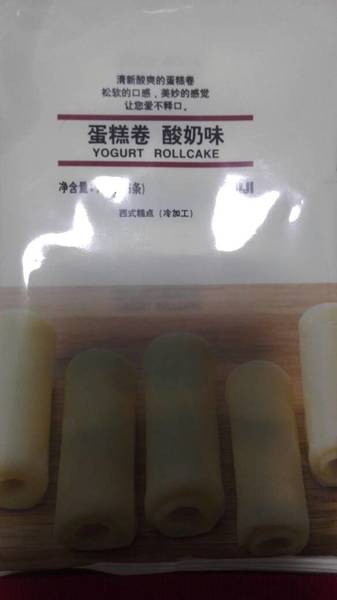 清新酸爽的蛋糕卷
松软的口感，美妙的感觉
让您爱不释口。
蛋糕卷 酸奶味
YOGURT ROLLCAKE
净含量 条)
西式糕点（冷加工）